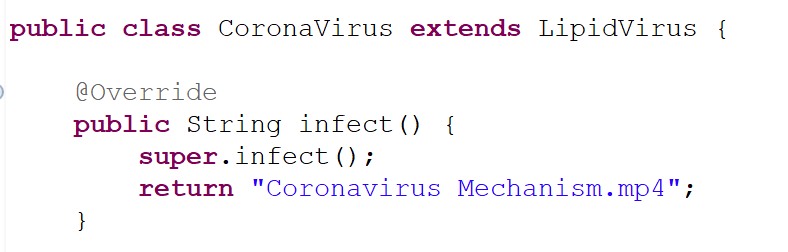 public class CoronaVirus extends LipidVirus {
@Override
public String infect() {
super.infect();
return "Coronavirus Mechanism.mp4";
}